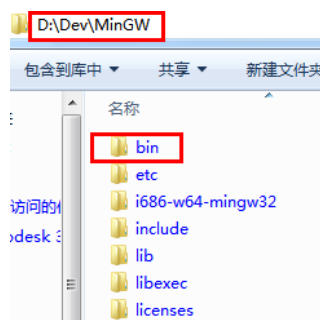 D:\Dev\MinGW
包含到库中 共享 新建文件夹
名称
bin
etc
i686-w64-mingw32
访问的
include
odesk 3
lib
libexec
licenses